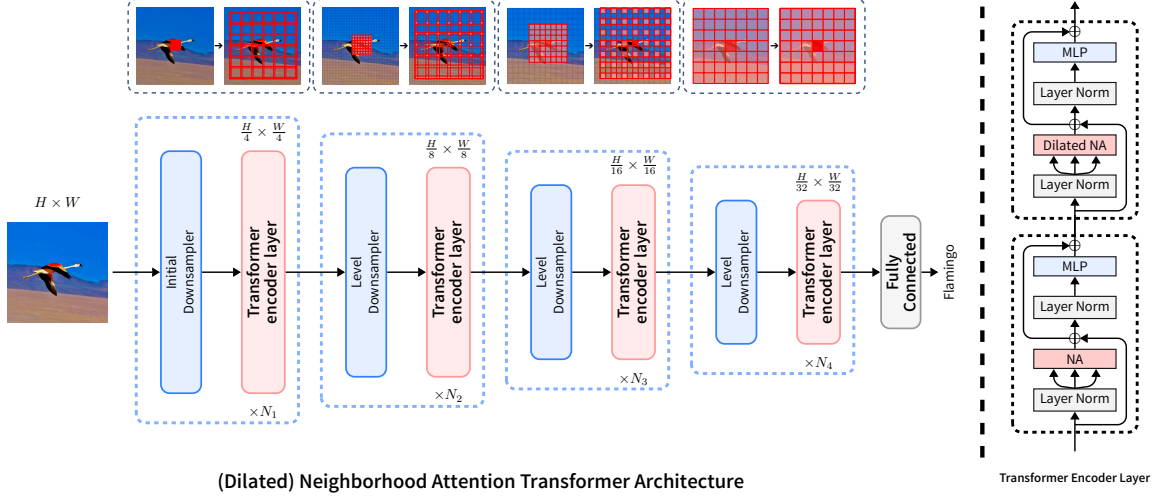 H × W
Initial
Downsampler
H/4 × W/4
Transformer
encoder layer
×N₁
Level
Downsampler
H/8 × W/8
Transformer
encoder layer
×N₂
Level
Downsampler
H/16 × W/16
Transformer
encoder layer
×N₃
Level
Downsampler
H/32 × W/32
Transformer
encoder layer
×N₄
Fully
Connected
Flamingo
(Dilated) Neighborhood Attention Transformer Architecture
MLP
Layer Norm
Dilated NA
Layer Norm
MLP
Layer Norm
NA
Layer Norm
Transformer Encoder Layer